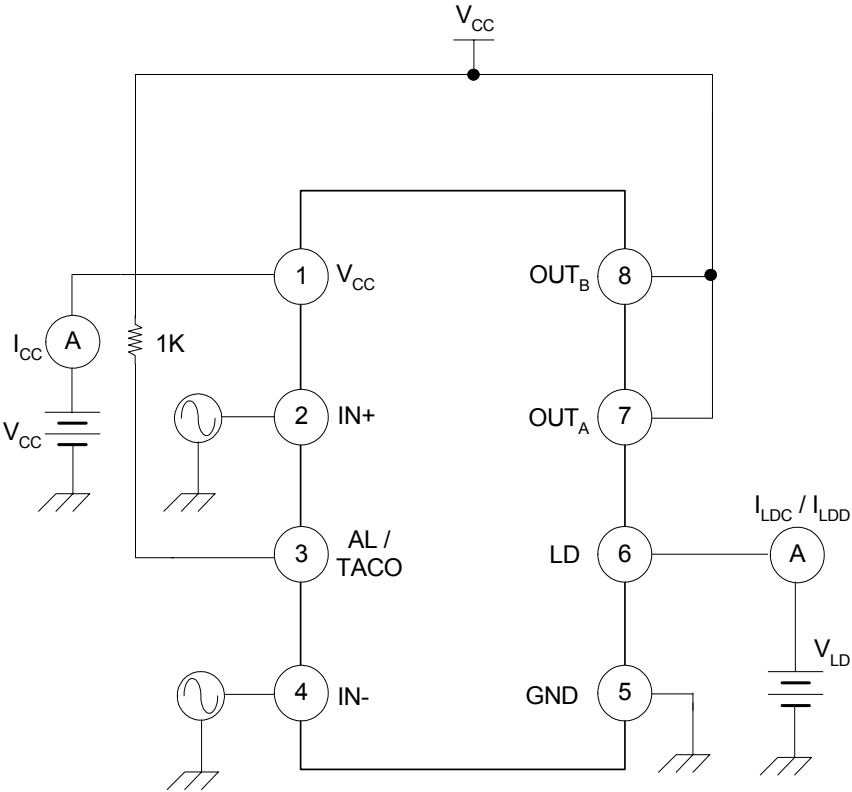 VCC
1 VCC
OUTB 8
ICC A
1K
VCC
2 IN+
OUTA 7
ILDC / ILDD
3 AL /
TACO
LD 6
A
VLD
4 IN-
GND 5